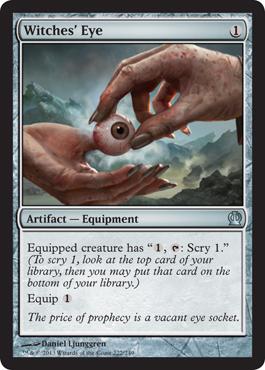 Witches' Eye 1
Artifact — Equipment
Equipped creature has "1, T: Scry 1."
(To scry 1, look at the top card of your
library, then you may put that card on the
bottom of your library.)
Equip 1
The price of prophecy is a vacant eye socket.
Daniel Ljunggren
™ & © 2013 Wizards of the Coast 222/249